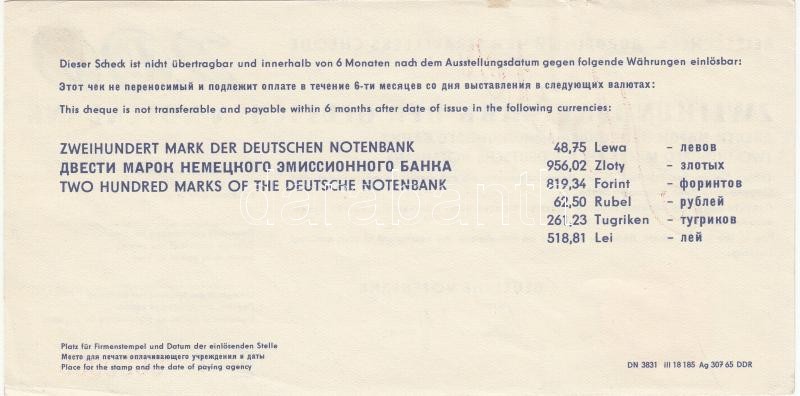 Dieser Scheck ist nicht übertragbar und innerhalb von 6 Monaten nach dem Ausstellungsdatum gegen folgende Währungen einlösbar:
Этот чек не переносимый и подлежит оплате в течение 6-ти месяцев со дня выставления в следующих валютах:
This cheque is not transferable and payable within 6 months after date of issue in the following currencies:
ZWEIHUNDERT MARK DER DEUTSCHEN NOTENBANK
ДВЕСТИ МАРОК НЕМЕЦКОГО ЭМИССИОННОГО БАНКА
TWO HUNDRED MARKS OF THE DEUTSCHE NOTENBANK
48,75 Lewa – левов
956,02 Zloty – злотых
819,34 Forint – форинтов
62,50 Rubel – рублей
261,23 Tugriken – тугриков
518,81 Lei – лей
darabanth
Platz für Firmenstempel und Datum der einlösenden Stelle
Место для печати оплачивающего учреждения и даты
Place for the stamp and the date of paying agency
DN 3831 III 18 185 Ag 307 65 DDR